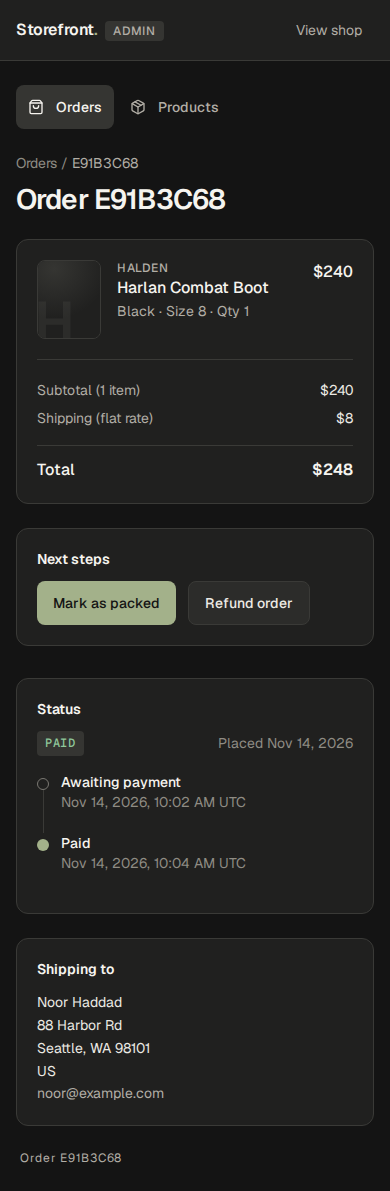 Storefront. ADMIN View shop
Orders Products
Orders / E91B3C68
Order E91B3C68
H
HALDEN
Harlan Combat Boot $240
Black · Size 8 · Qty 1
Subtotal (1 item) $240
Shipping (flat rate) $8
Total $248
Next steps
Mark as packed Refund order
Status
PAID Placed Nov 14, 2026
Awaiting payment
Nov 14, 2026, 10:02 AM UTC
Paid
Nov 14, 2026, 10:04 AM UTC
Shipping to
Noor Haddad
88 Harbor Rd
Seattle, WA 98101
US
noor@example.com
Order E91B3C68